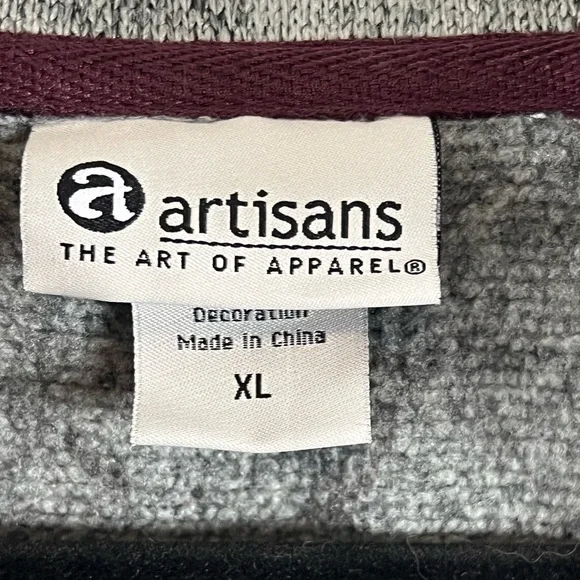 a artisans
THE ART OF APPAREL®
Decoration
Made in China
XL